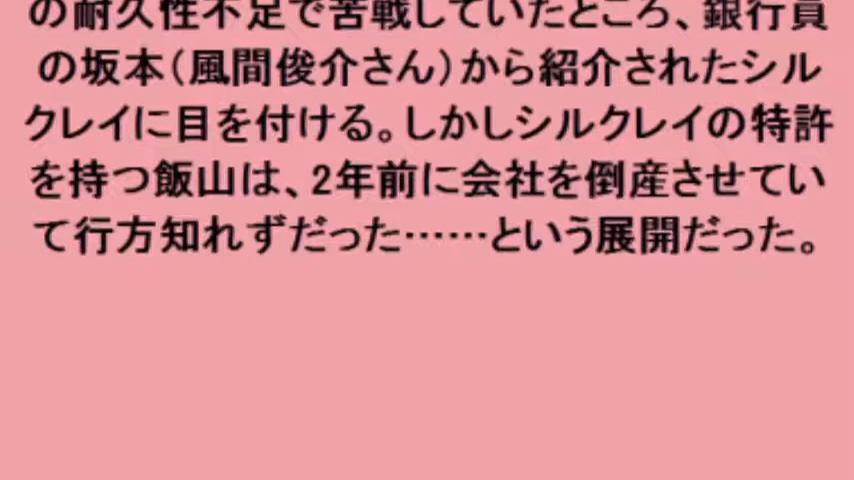 の耐久性不足で苦戦していたところ、銀行員
の坂本（風間俊介さん）から紹介されたシル
クレイに目を付ける。しかしシルクレイの特許
を持つ飯山は、2年前に会社を倒産させてい
て行方知れずだった……という展開だった。